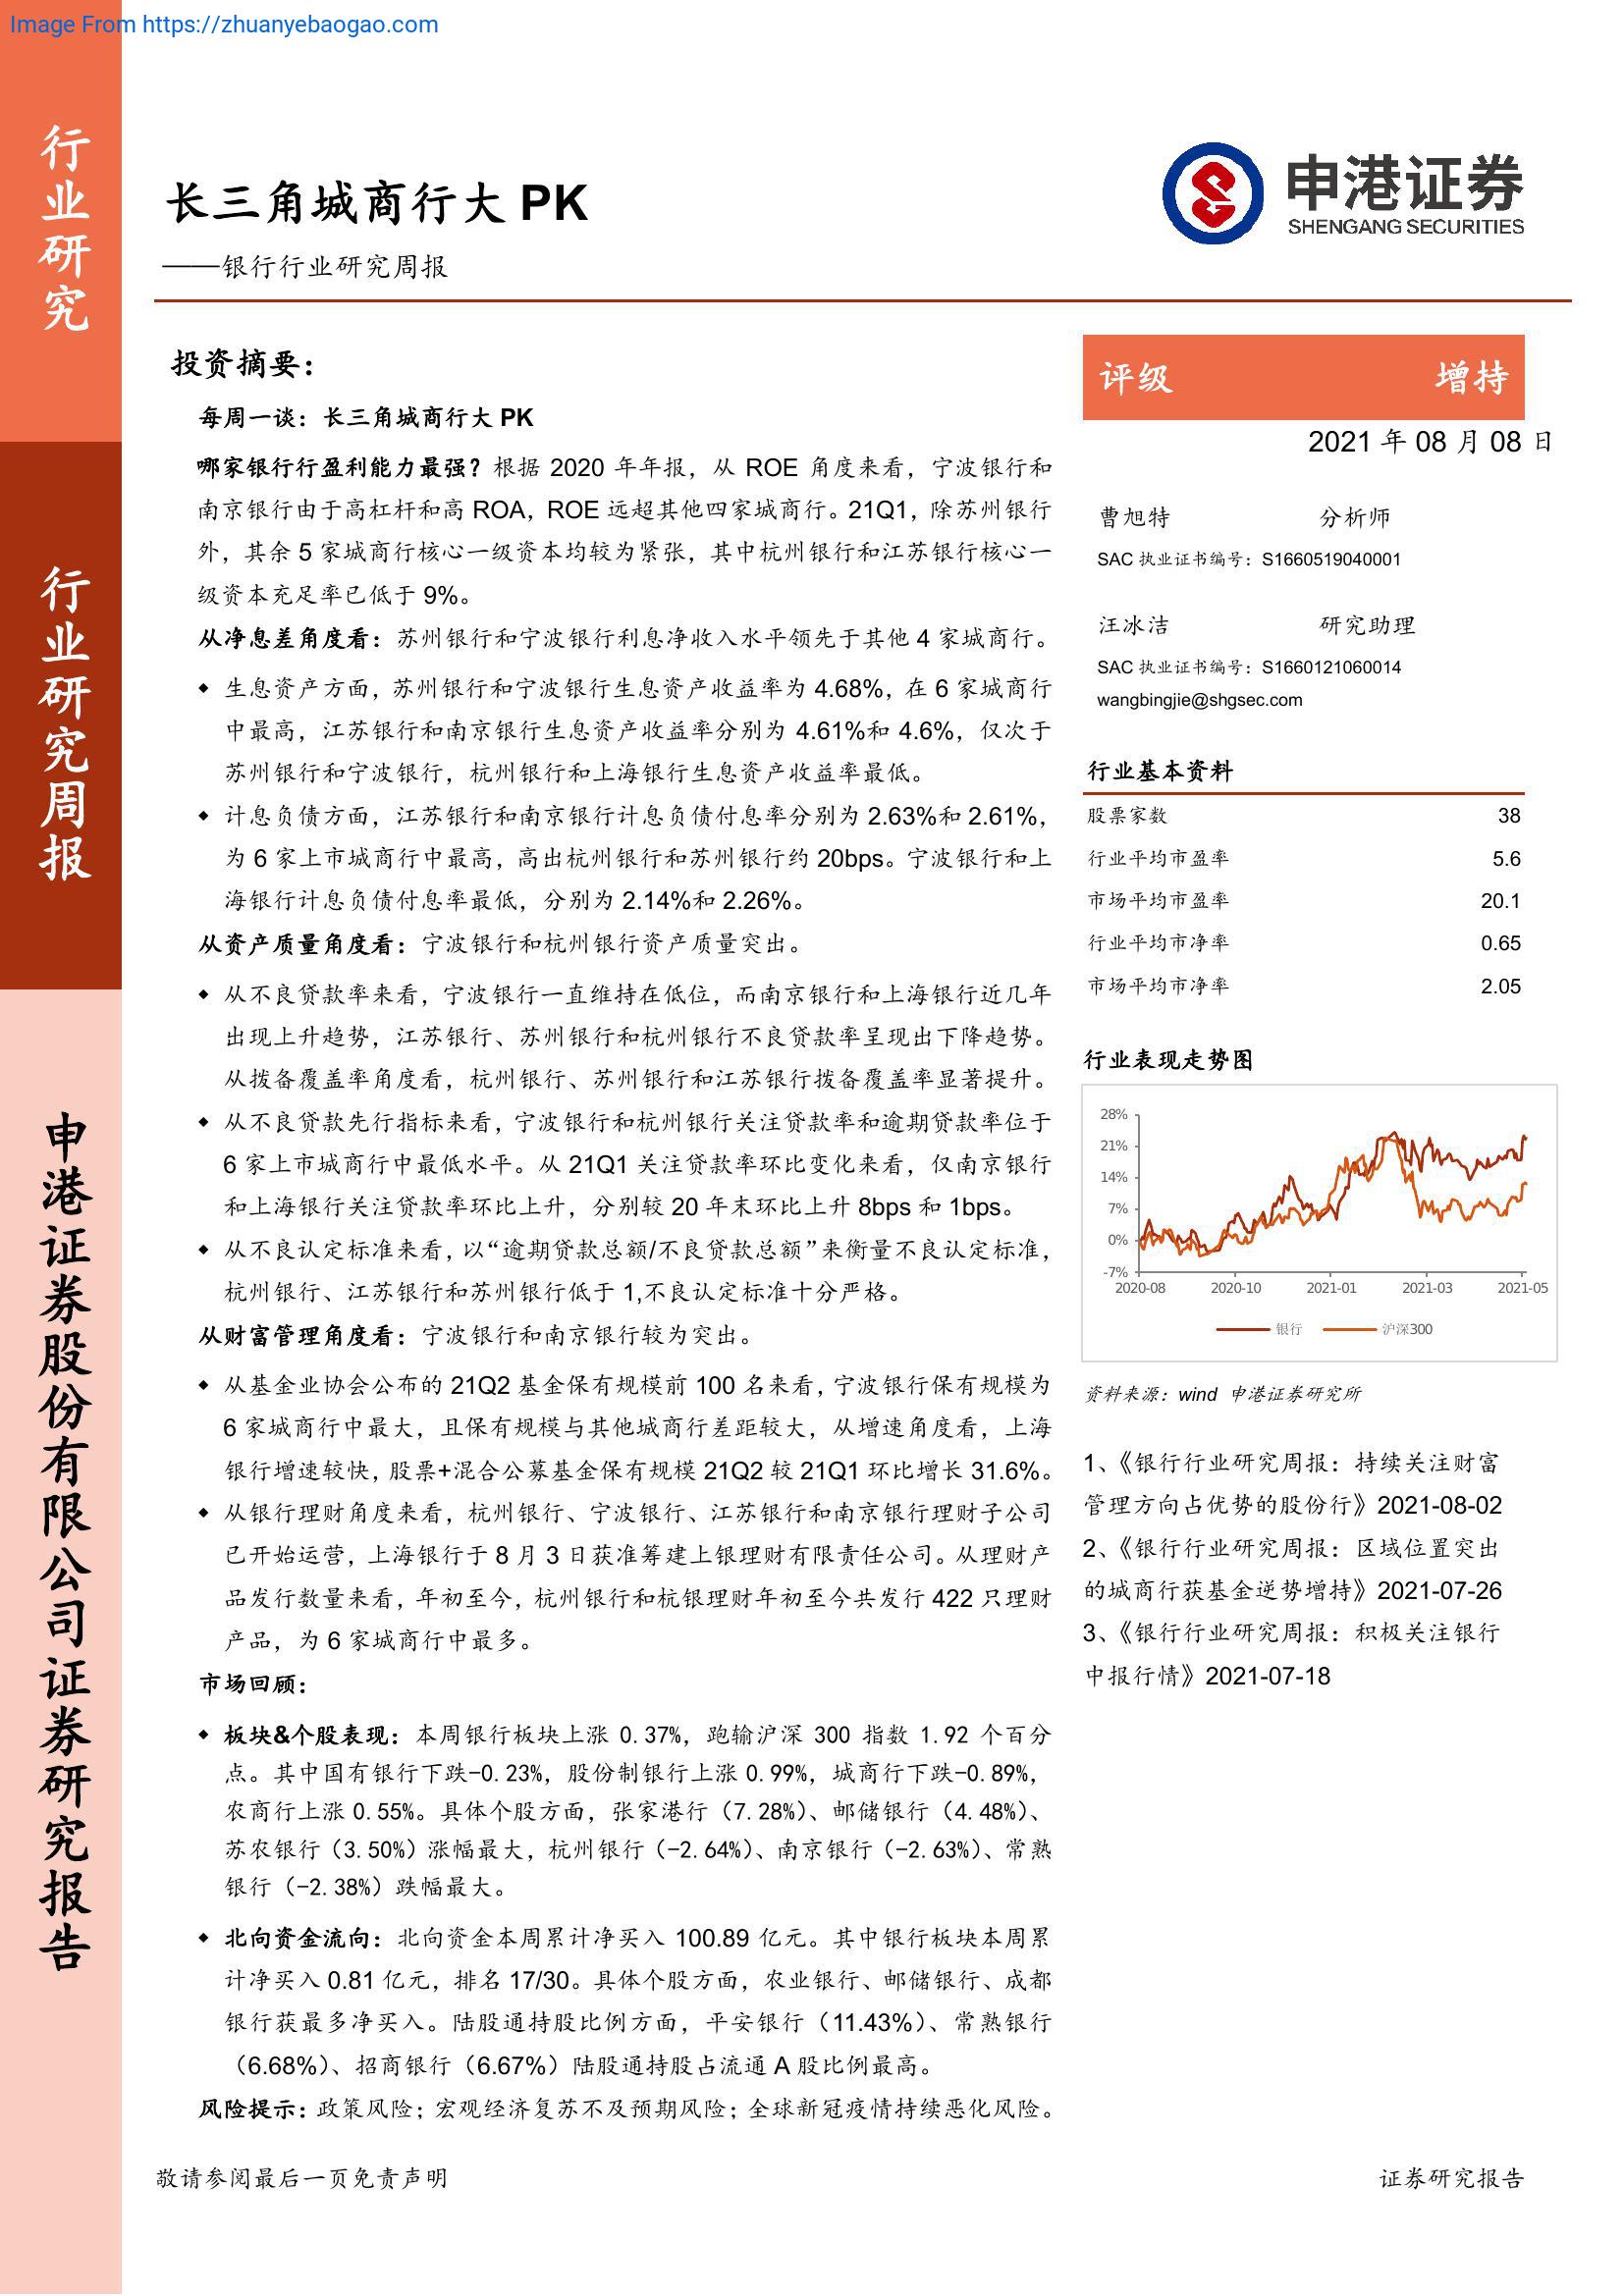 Image From https://zhuanyebaogao.com
行业研究
行业研究周报
申港证券股份有限公司证券研究报告
长三角城商行大 PK
——银行行业研究周报
申港证券
SHENGANG SECURITIES
投资摘要：
每周一谈：长三角城商行大 PK
哪家银行行盈利能力最强？根据 2020 年年报，从 ROE 角度来看，宁波银行和
南京银行由于高杠杆和高 ROA，ROE 远超其他四家城商行。21Q1，除苏州银行
外，其余 5 家城商行核心一级资本均较为紧张，其中杭州银行和江苏银行核心一
级资本充足率已低于 9%。
从净息差角度看：苏州银行和宁波银行利息净收入水平领先于其他 4 家城商行。
◆ 生息资产方面，苏州银行和宁波银行生息资产收益率为 4.68%，在 6 家城商行
中最高，江苏银行和南京银行生息资产收益率分别为 4.61%和 4.6%，仅次于
苏州银行和宁波银行，杭州银行和上海银行生息资产收益率最低。
◆ 计息负债方面，江苏银行和南京银行计息负债付息率分别为 2.63%和 2.61%，
为 6 家上市城商行中最高，高出杭州银行和苏州银行约 20bps。宁波银行和上
海银行计息负债付息率最低，分别为 2.14%和 2.26%。
从资产质量角度看：宁波银行和杭州银行资产质量突出。
◆ 从不良贷款率来看，宁波银行一直维持在低位，而南京银行和上海银行近几年
出现上升趋势，江苏银行、苏州银行和杭州银行不良贷款率呈现出下降趋势。
从拨备覆盖率角度看，杭州银行、苏州银行和江苏银行拨备覆盖率显著提升。
◆ 从不良贷款先行指标来看，宁波银行和杭州银行关注贷款率和逾期贷款率位于
6 家上市城商行中最低水平。从 21Q1 关注贷款率环比变化来看，仅南京银行
和上海银行关注贷款率环比上升，分别较 20 年末环比上升 8bps 和 1bps。
◆ 从不良认定标准来看，以“逾期贷款总额/不良贷款总额”来衡量不良认定标准，
杭州银行、江苏银行和苏州银行低于 1,不良认定标准十分严格。
从财富管理角度看：宁波银行和南京银行较为突出。
◆ 从基金业协会公布的 21Q2 基金保有规模前 100 名来看，宁波银行保有规模为
6 家城商行中最大，且保有规模与其他城商行差距较大，从增速角度看，上海
银行增速较快，股票+混合公募基金保有规模 21Q2 较 21Q1 环比增长 31.6%。
◆ 从银行理财角度来看，杭州银行、宁波银行、江苏银行和南京银行理财子公司
已开始运营，上海银行于 8 月 3 日获准筹建上银理财有限责任公司。从理财产
品发行数量来看，年初至今，杭州银行和杭银理财年初至今共发行 422 只理财
产品，为 6 家城商行中最多。
市场回顾：
◆ 板块&个股表现：本周银行板块上涨 0.37%，跑输沪深 300 指数 1.92 个百分
点。其中国有银行下跌-0.23%，股份制银行上涨 0.99%，城商行下跌-0.89%，
农商行上涨 0.55%。具体个股方面，张家港行（7.28%）、邮储银行（4.48%）、
苏农银行（3.50%）涨幅最大，杭州银行（-2.64%）、南京银行（-2.63%）、常熟
银行（-2.38%）跌幅最大。
◆ 北向资金流向：北向资金本周累计净买入 100.89 亿元。其中银行板块本周累
计净买入 0.81 亿元，排名 17/30。具体个股方面，农业银行、邮储银行、成都
银行获最多净买入。陆股通持股比例方面，平安银行（11.43%）、常熟银行
（6.68%）、招商银行（6.67%）陆股通持股占流通 A 股比例最高。
风险提示：政策风险；宏观经济复苏不及预期风险；全球新冠疫情持续恶化风险。
评级 增持
2021 年 08 月 08 日
曹旭特 分析师
SAC 执业证书编号：S1660519040001
汪冰洁 研究助理
SAC 执业证书编号：S1660121060014
wangbingjie@shgsec.com
行业基本资料
股票家数 38
行业平均市盈率 5.6
市场平均市盈率 20.1
行业平均市净率 0.65
市场平均市净率 2.05
行业表现走势图
28%
21%
14%
7%
0%
-7%
2020-08 2020-10 2021-01 2021-03 2021-05
银行 沪深300
资料来源：wind 申港证券研究所
1、《银行行业研究周报：持续关注财富
管理方向占优势的股份行》2021-08-02
2、《银行行业研究周报：区域位置突出
的城商行获基金逆势增持》2021-07-26
3、《银行行业研究周报：积极关注银行
中报行情》2021-07-18
敬请参阅最后一页免责声明 证券研究报告